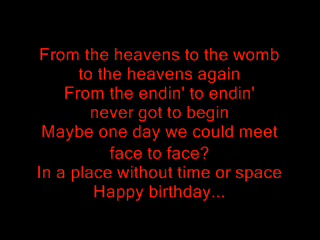 From the heavens to the womb
to the heavens again
From the endin' to endin'
never got to begin
Maybe one day we could meet
face to face?
In a place without time or space
Happy birthday...